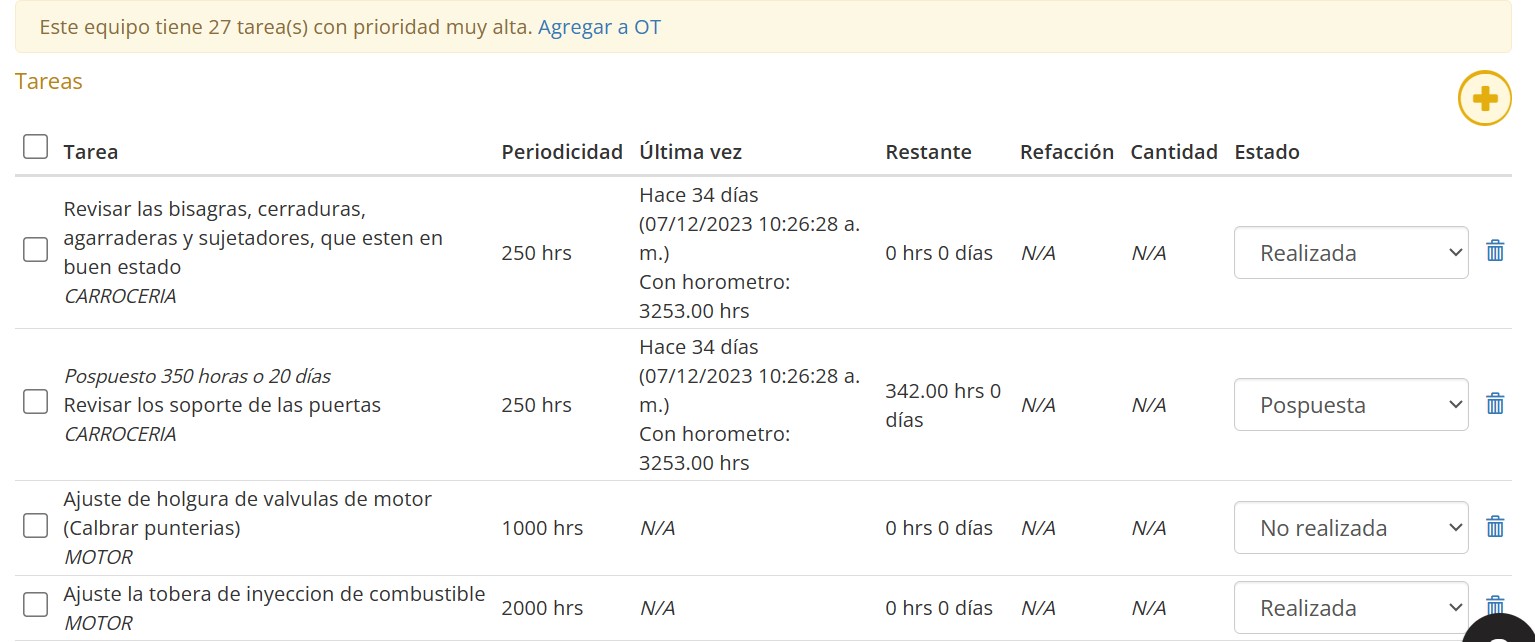 Este equipo tiene 27 tarea(s) con prioridad muy alta. Agregar a OT
Tareas
Tarea Periodicidad Última vez Restante Refacción Cantidad Estado
Revisar las bisagras, cerraduras,
agarraderas y sujetadores, que esten en
buen estado
CARROCERIA
250 hrs
Hace 34 días
(07/12/2023 10:26:28 a.
m.)
Con horometro:
3253.00 hrs
0 hrs 0 días
N/A
N/A
Realizada
Pospuesto 350 horas o 20 días
Revisar los soporte de las puertas
CARROCERIA
250 hrs
Hace 34 días
(07/12/2023 10:26:28 a.
m.)
Con horometro:
3253.00 hrs
342.00 hrs 0
días
N/A
N/A
Pospuesta
Ajuste de holgura de valvulas de motor
(Calbrar punterias)
MOTOR
1000 hrs
N/A
0 hrs 0 días
N/A
N/A
No realizada
Ajuste la tobera de inyeccion de combustible
MOTOR
2000 hrs
N/A
0 hrs 0 días
N/A
N/A
Realizada